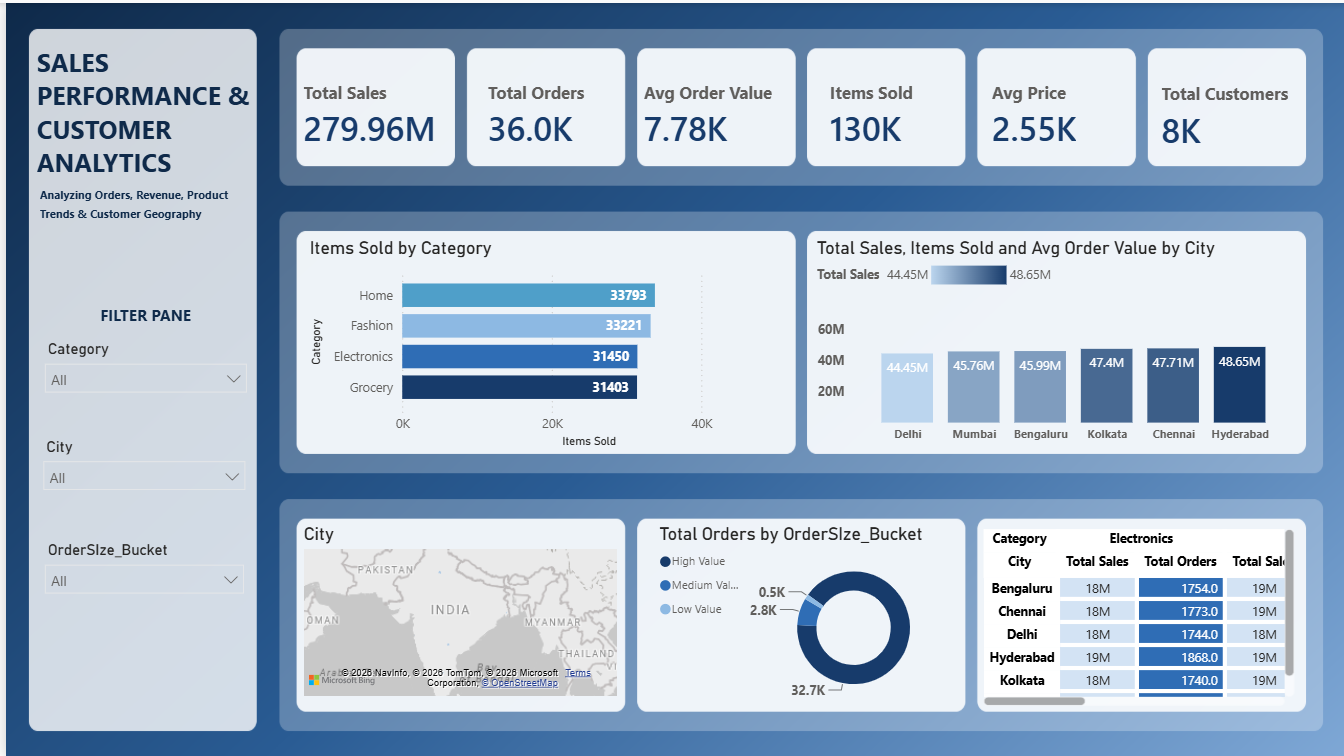 SALES
PERFORMANCE &
CUSTOMER
ANALYTICS
Analyzing Orders, Revenue, Product
Trends & Customer Geography
FILTER PANE
Category
All
City
All
OrderSIze_Bucket
All
Total Sales
279.96M
Total Orders
36.0K
Avg Order Value
7.78K
Items Sold
130K
Avg Price
2.55K
Total Customers
8K
Items Sold by Category
Category
Home 33793
Fashion 33221
Electronics 31450
Grocery 31403
0K 20K 40K
Items Sold
Total Sales, Items Sold and Avg Order Value by City
Total Sales 44.45M 48.65M
60M
40M
20M
44.45M 45.76M 45.99M 47.4M 47.71M 48.65M
Delhi Mumbai Bengaluru Kolkata Chennai Hyderabad
City
PAKISTAN
INDIA
OMAN
MYANMAR
THAILAND
© 2026 NavInfo, © 2026 TomTom, © 2026 Microsoft Terms
Microsoft Bing Corporation, © OpenStreetMap
Total Orders by OrderSIze_Bucket
High Value
Medium Val...
Low Value
0.5K
2.8K
32.7K
Category Electronics
City Total Sales Total Orders Total Sal
Bengaluru 18M 1754.0 19M
Chennai 18M 1773.0 19M
Delhi 18M 1744.0 18M
Hyderabad 19M 1868.0 19M
Kolkata 18M 1740.0 19M